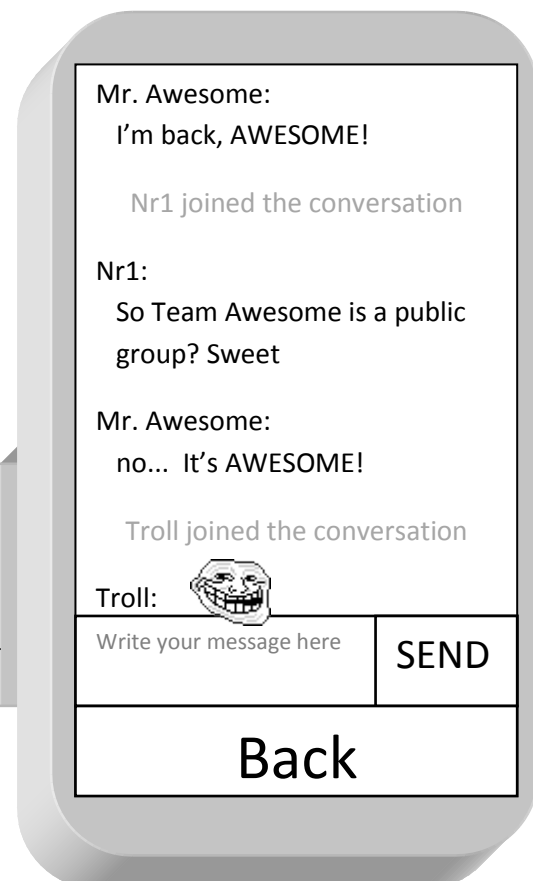 Mr. Awesome:
I’m back, AWESOME!
Nr1 joined the conversation
Nr1:
So Team Awesome is a public
group? Sweet
Mr. Awesome:
no... It’s AWESOME!
Troll joined the conversation
Troll:
Write your message here
SEND
Back